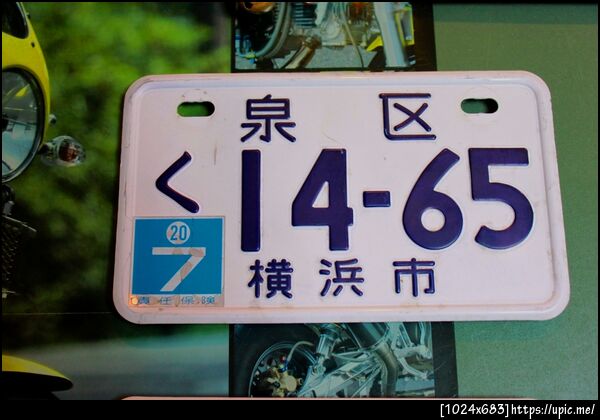 泉 区
く 14-65
20
7
責任保険
横浜市
[1024x683]https://upic.me/